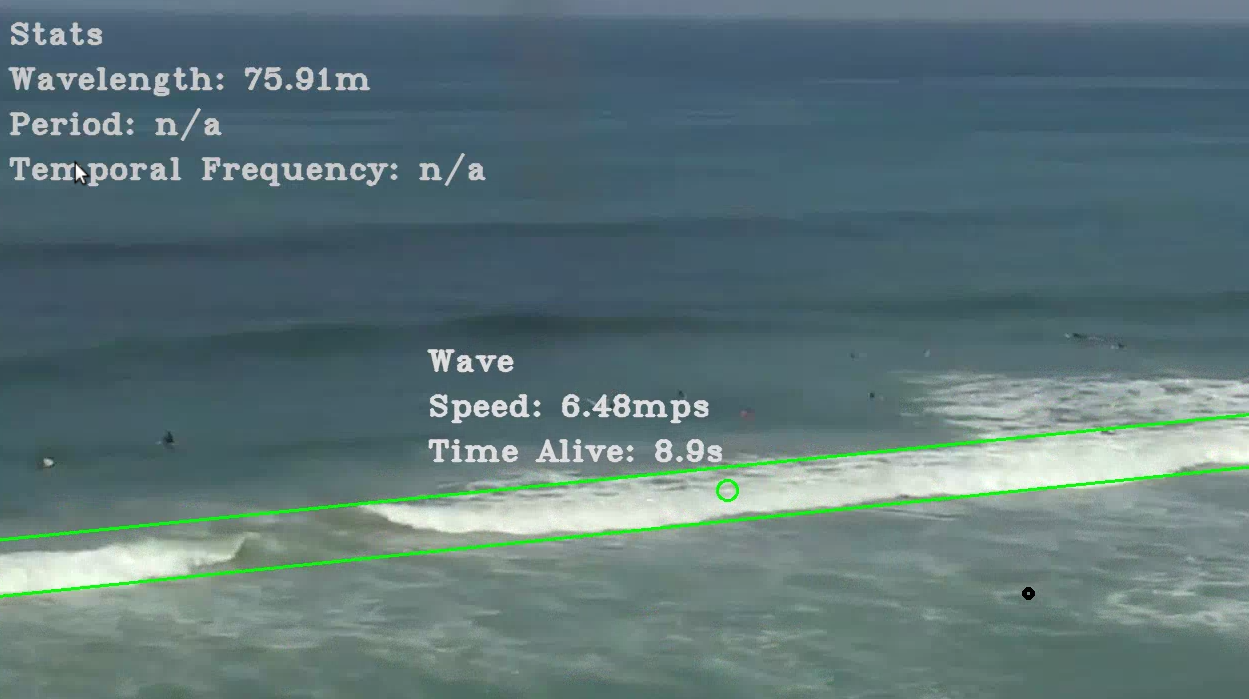 Stats
Wavelength: 75.91m
Period: n/a
Temporal Frequency: n/a
Wave
Speed: 6.48mps
Time Alive: 8.9s